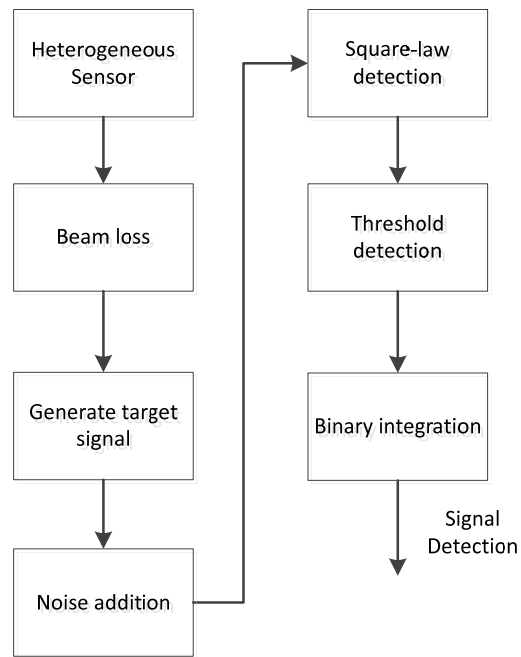 Heterogeneous
Sensor
Beam loss
Generate target
signal
Noise addition
Square-law
detection
Threshold
detection
Binary integration
Signal
Detection